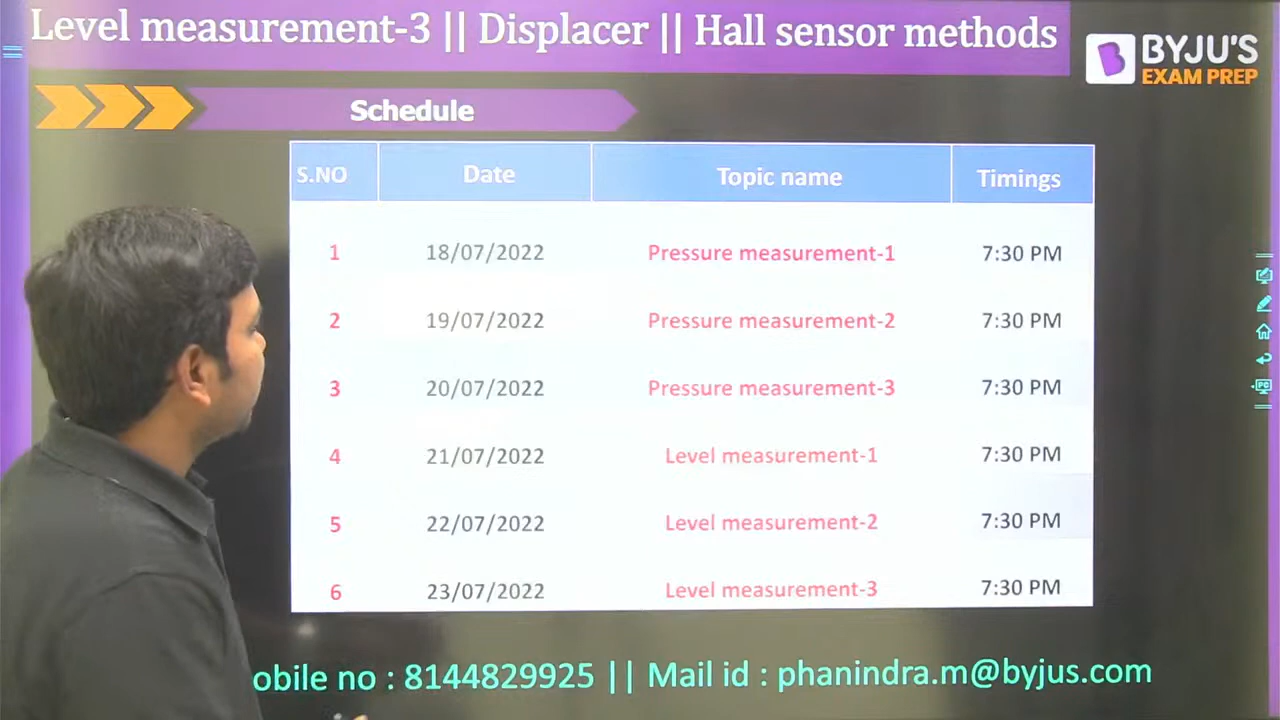 Level measurement-3 || Displacer || Hall sensor methods
BYJU'S
EXAM PREP
Schedule
S.NO Date Topic name Timings
1 18/07/2022 Pressure measurement-1 7:30 PM
2 19/07/2022 Pressure measurement-2 7:30 PM
3 20/07/2022 Pressure measurement-3 7:30 PM
4 21/07/2022 Level measurement-1 7:30 PM
5 22/07/2022 Level measurement-2 7:30 PM
6 23/07/2022 Level measurement-3 7:30 PM
obile no : 8144829925 || Mail id : phanindra.m@byjus.com
PC